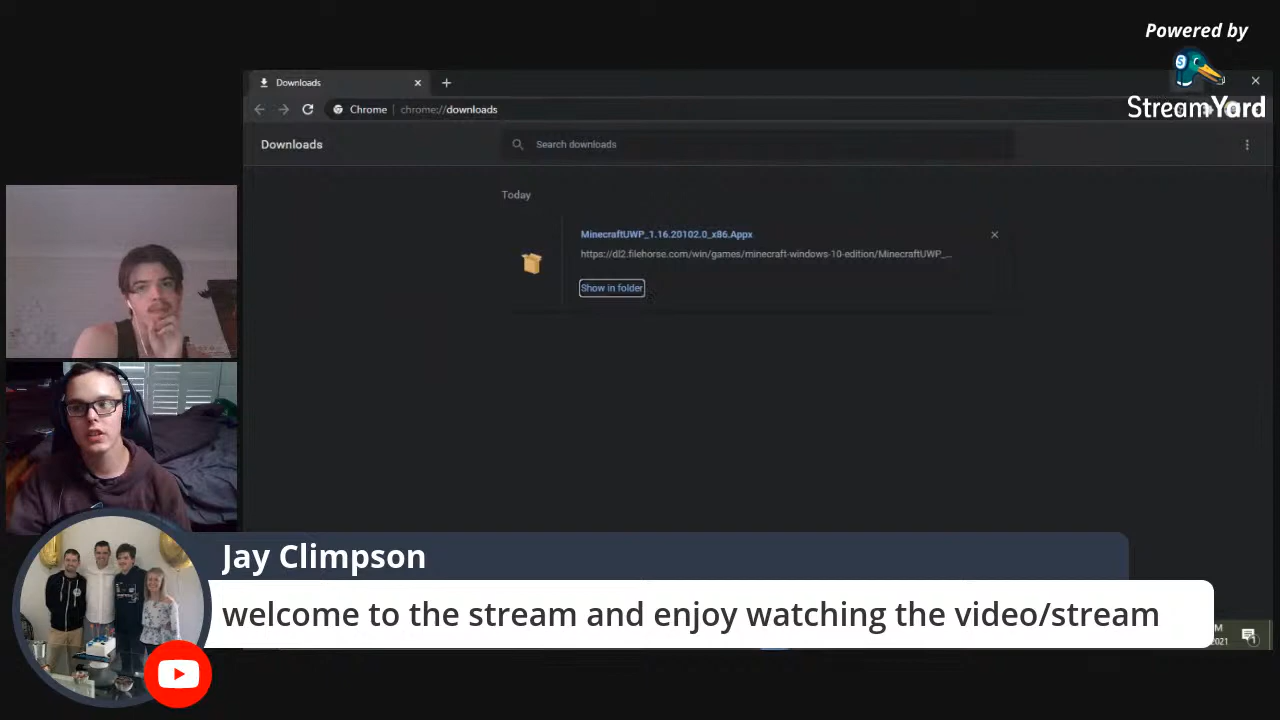 Powered by
StreamYard
Downloads
Chrome
chrome://downloads
Downloads
Search downloads
Today
MinecraftUWP_1.16.20102.0_x86.Appx
https://dl2.filehorse.com/win/games/minecraft-windows-10-edition/MinecraftUWP_...
Show in folder
Jay Climpson
welcome to the stream and enjoy watching the video/stream
M
2021
1